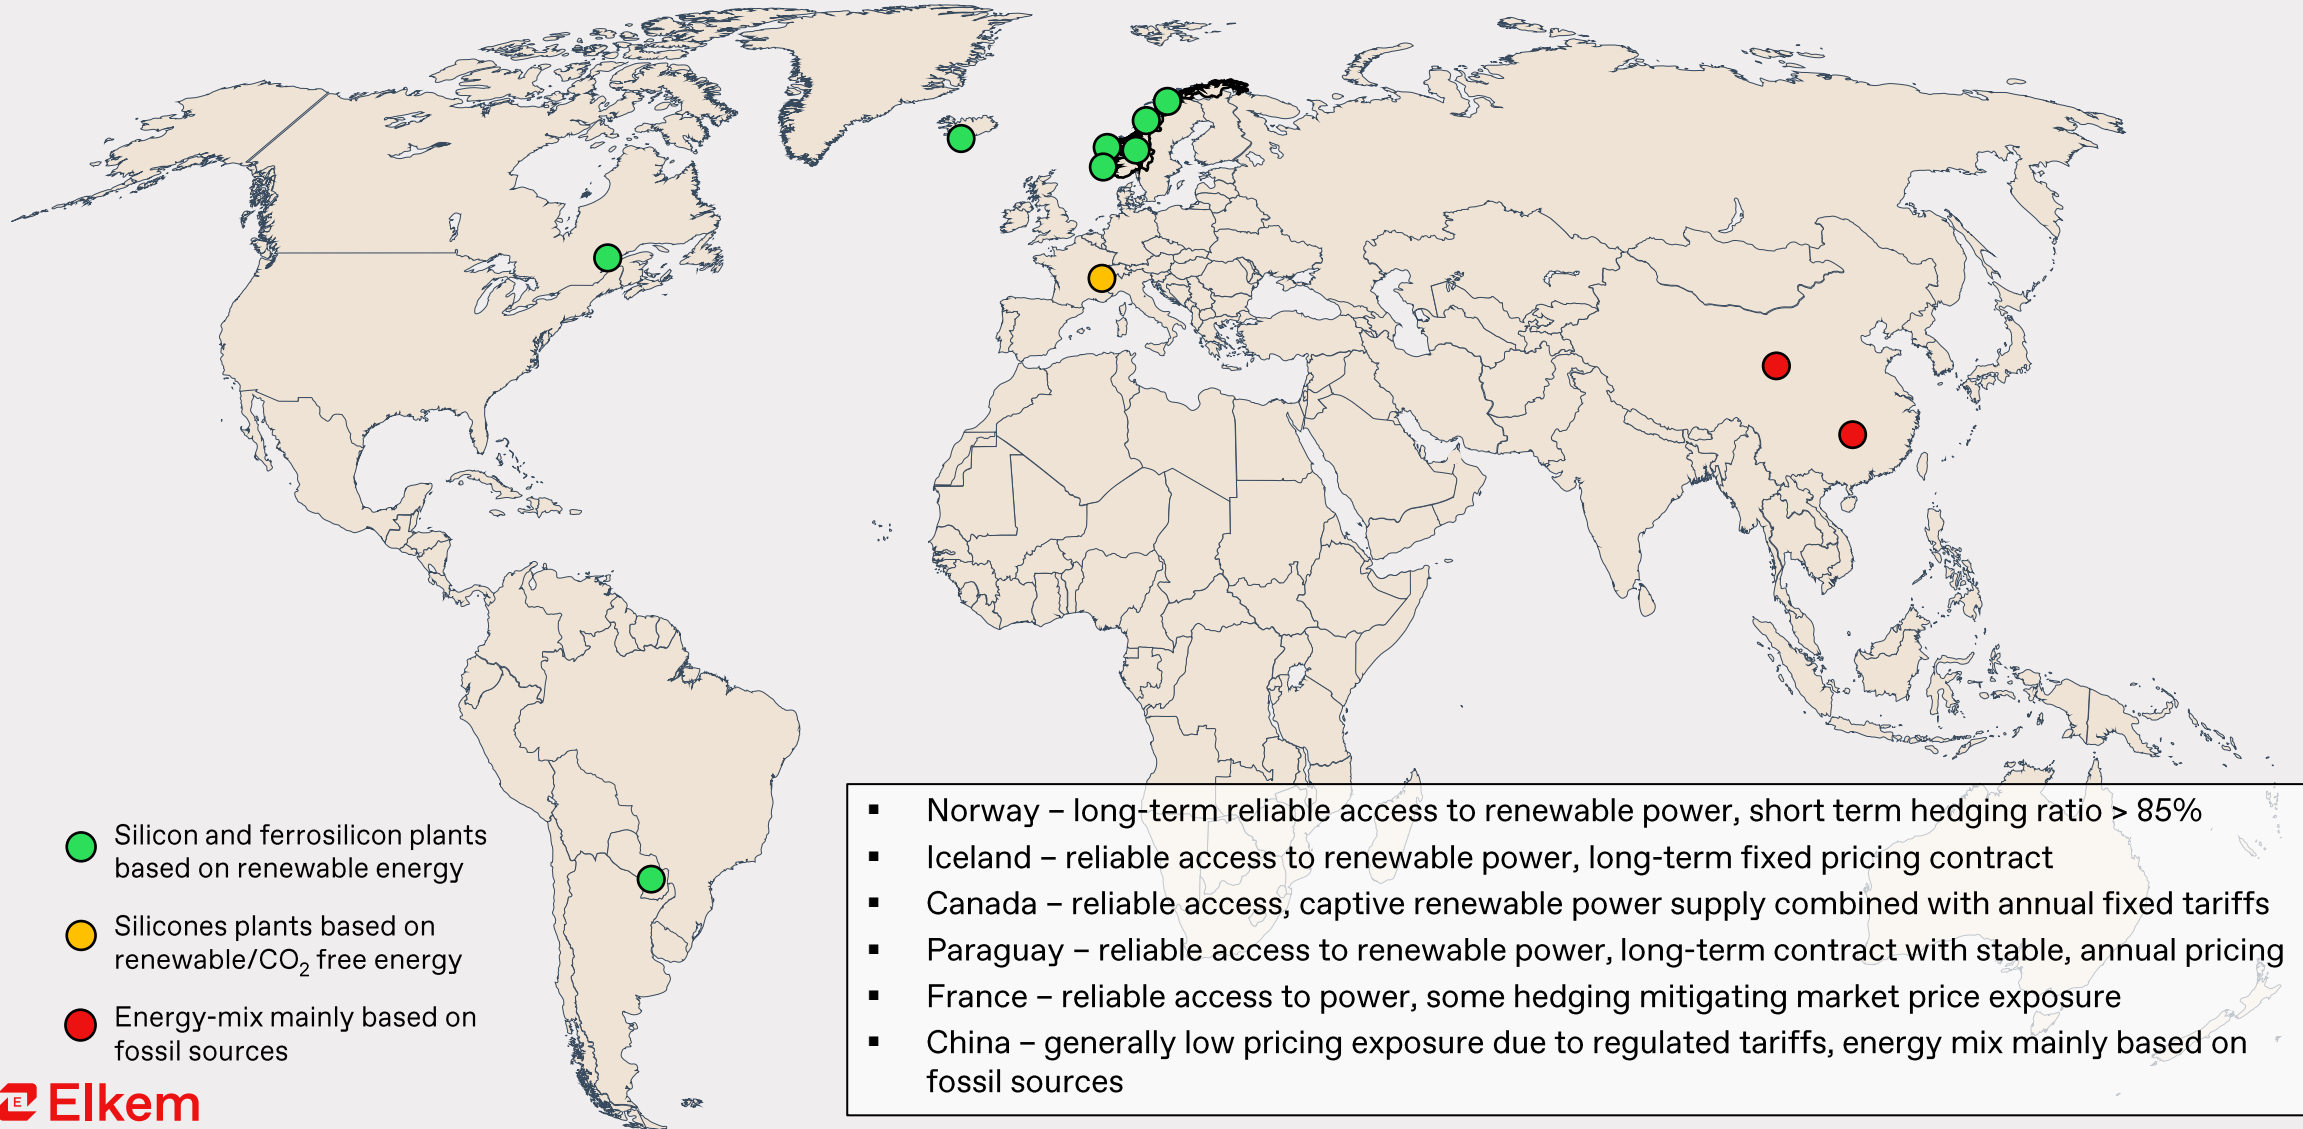 Silicon and ferrosilicon plants
based on renewable energy
Silicones plants based on
renewable/CO₂ free energy
Energy-mix mainly based on
fossil sources
E Elkem
▪ Norway – long-term reliable access to renewable power, short term hedging ratio > 85%
▪ Iceland – reliable access to renewable power, long-term fixed pricing contract
▪ Canada – reliable access, captive renewable power supply combined with annual fixed tariffs
▪ Paraguay – reliable access to renewable power, long-term contract with stable, annual pricing
▪ France – reliable access to power, some hedging mitigating market price exposure
▪ China – generally low pricing exposure due to regulated tariffs, energy mix mainly based on
fossil sources